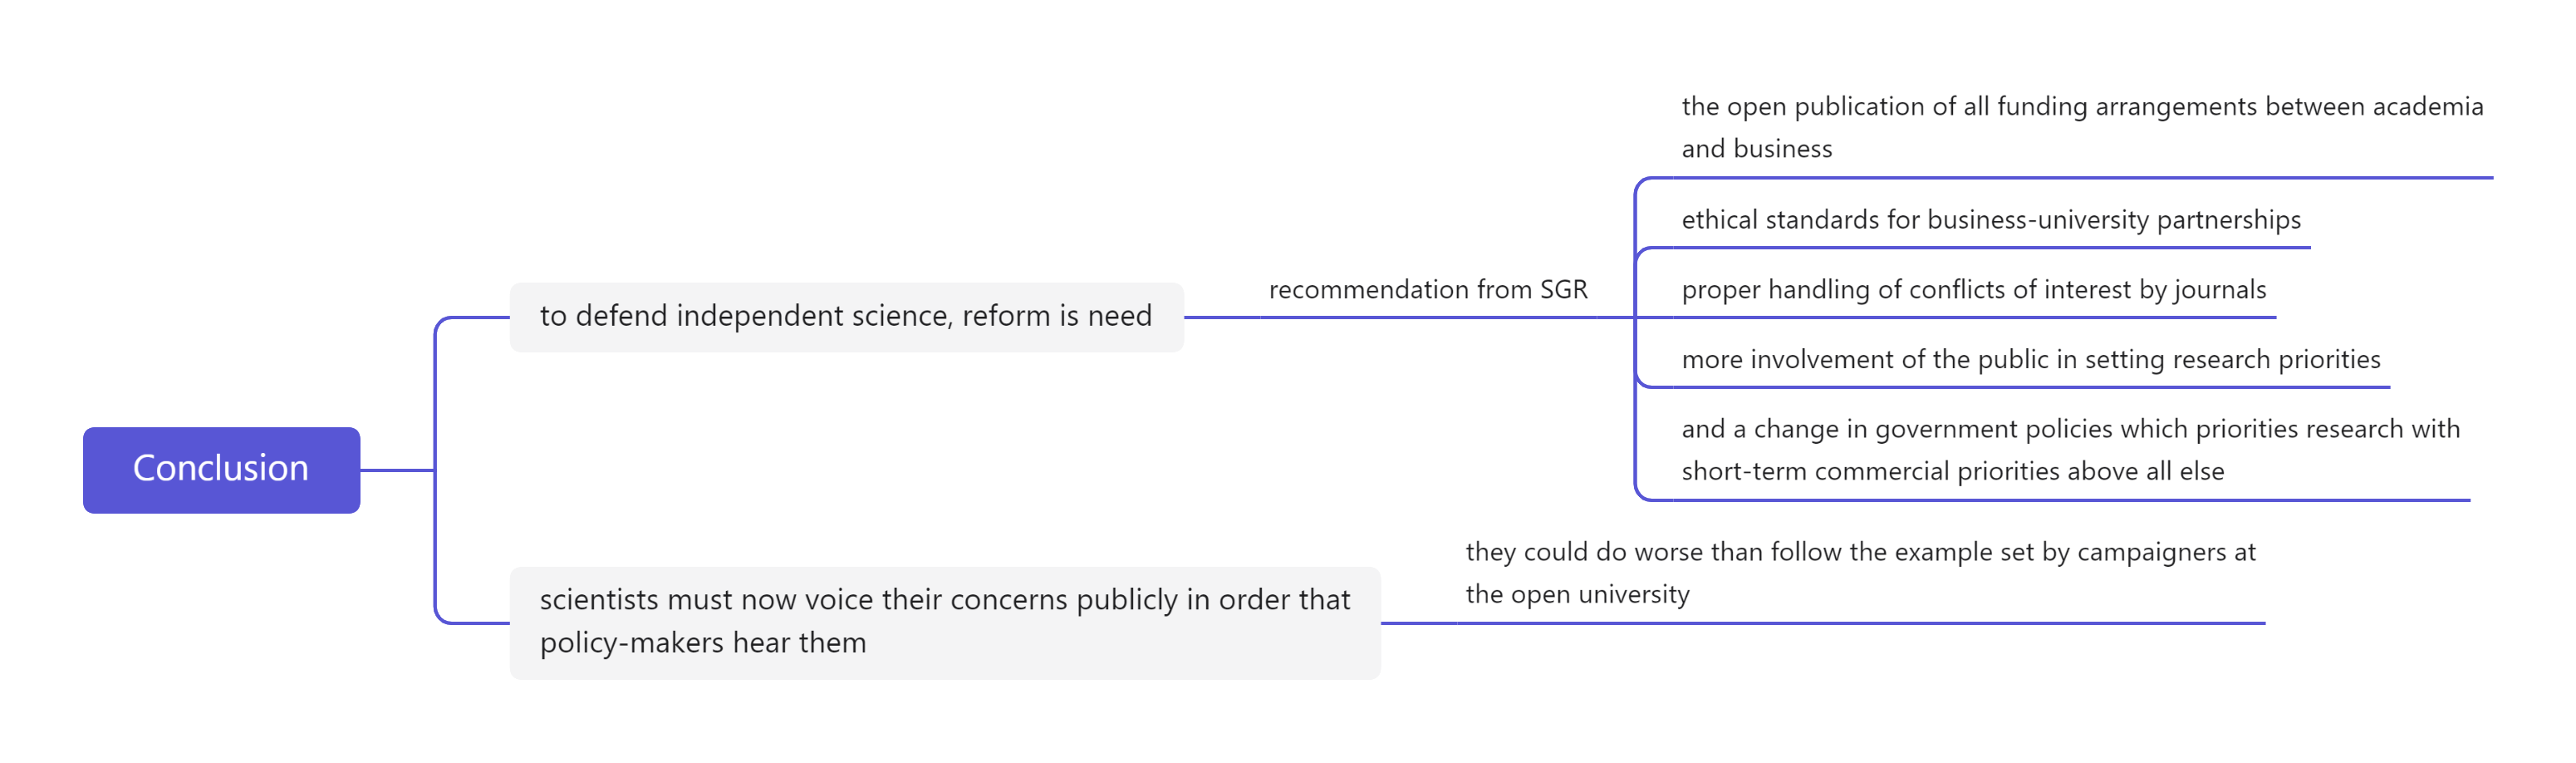 Conclusion
to defend independent science, reform is need
recommendation from SGR
the open publication of all funding arrangements between academia
and business
ethical standards for business-university partnerships
proper handling of conflicts of interest by journals
more involvement of the public in setting research priorities
and a change in government policies which priorities research with
short-term commercial priorities above all else
scientists must now voice their concerns publicly in order that
policy-makers hear them
they could do worse than follow the example set by campaigners at
the open university